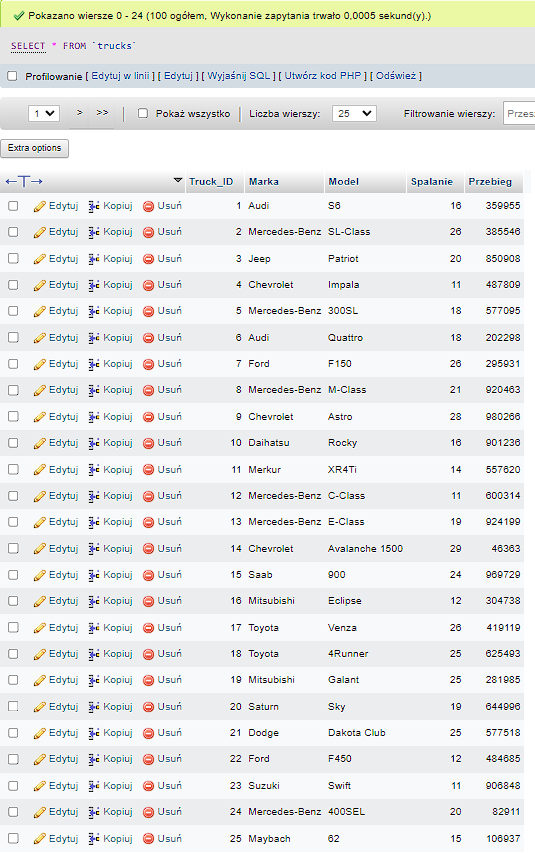 Pokazano wiersze 0 - 24 (100 ogółem, Wykonanie zapytania trwało 0,0005 sekund(y).)
SELECT * FROM `trucks`
Profilowanie [ Edytuj w linii ] [ Edytuj ] [ Wyjaśnij SQL ] [ Utwórz kod PHP ] [ Odśwież ]
1 > >> Pokaż wszystko Liczba wierszy: 25 Filtrowanie wierszy: Przes
Extra options
←T→ Truck_ID Marka Model Spalanie Przebieg
Edytuj Kopiuj Usuń 1 Audi S6 16 359955
Edytuj Kopiuj Usuń 2 Mercedes-Benz SL-Class 26 385546
Edytuj Kopiuj Usuń 3 Jeep Patriot 20 850908
Edytuj Kopiuj Usuń 4 Chevrolet Impala 11 487809
Edytuj Kopiuj Usuń 5 Mercedes-Benz 300SL 18 577095
Edytuj Kopiuj Usuń 6 Audi Quattro 18 202298
Edytuj Kopiuj Usuń 7 Ford F150 26 295931
Edytuj Kopiuj Usuń 8 Mercedes-Benz M-Class 21 920463
Edytuj Kopiuj Usuń 9 Chevrolet Astro 28 980266
Edytuj Kopiuj Usuń 10 Daihatsu Rocky 16 901236
Edytuj Kopiuj Usuń 11 Merkur XR4Ti 14 557620
Edytuj Kopiuj Usuń 12 Mercedes-Benz C-Class 11 600314
Edytuj Kopiuj Usuń 13 Mercedes-Benz E-Class 19 924199
Edytuj Kopiuj Usuń 14 Chevrolet Avalanche 1500 29 46363
Edytuj Kopiuj Usuń 15 Saab 900 24 969729
Edytuj Kopiuj Usuń 16 Mitsubishi Eclipse 12 304738
Edytuj Kopiuj Usuń 17 Toyota Venza 26 419119
Edytuj Kopiuj Usuń 18 Toyota 4Runner 25 625493
Edytuj Kopiuj Usuń 19 Mitsubishi Galant 25 281985
Edytuj Kopiuj Usuń 20 Saturn Sky 19 644996
Edytuj Kopiuj Usuń 21 Dodge Dakota Club 25 577518
Edytuj Kopiuj Usuń 22 Ford F450 12 484685
Edytuj Kopiuj Usuń 23 Suzuki Swift 11 906848
Edytuj Kopiuj Usuń 24 Mercedes-Benz 400SEL 20 82911
Edytuj Kopiuj Usuń 25 Maybach 62 15 106937